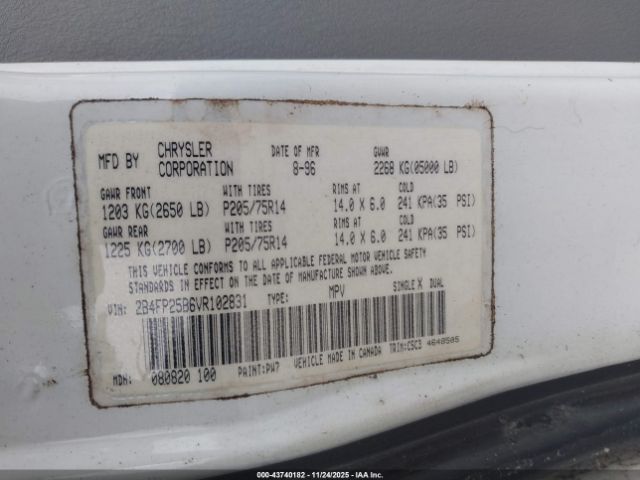 MFD BY CHRYSLER CORPORATION DATE OF MFR 8-96 GVWR 2268 KG(05000 LB)
GAWR FRONT WITH TIRES RIMS AT COLD
1203 KG(2650 LB) P205/75R14 14.0 X 6.0 241 KPA(35 PSI)
GAWR REAR WITH TIRES RIMS AT COLD
1225 KG(2700 LB) P205/75R14 14.0 X 6.0 241 KPA(35 PSI)
THIS VEHICLE CONFORMS TO ALL APPLICABLE FEDERAL MOTOR VEHICLE SAFETY
STANDARDS IN EFFECT ON THE DATE OF MANUFACTURE SHOWN ABOVE.
VIN: 2B4FP25B6VR102831 TYPE: MPV SINGLE X DUAL
MDH: 080820 100 PAINT:PW7 VEHICLE MADE IN CANADA TRIM:C5C3 4648505
000-43740182 - 11/24/2025 - IAA Inc.